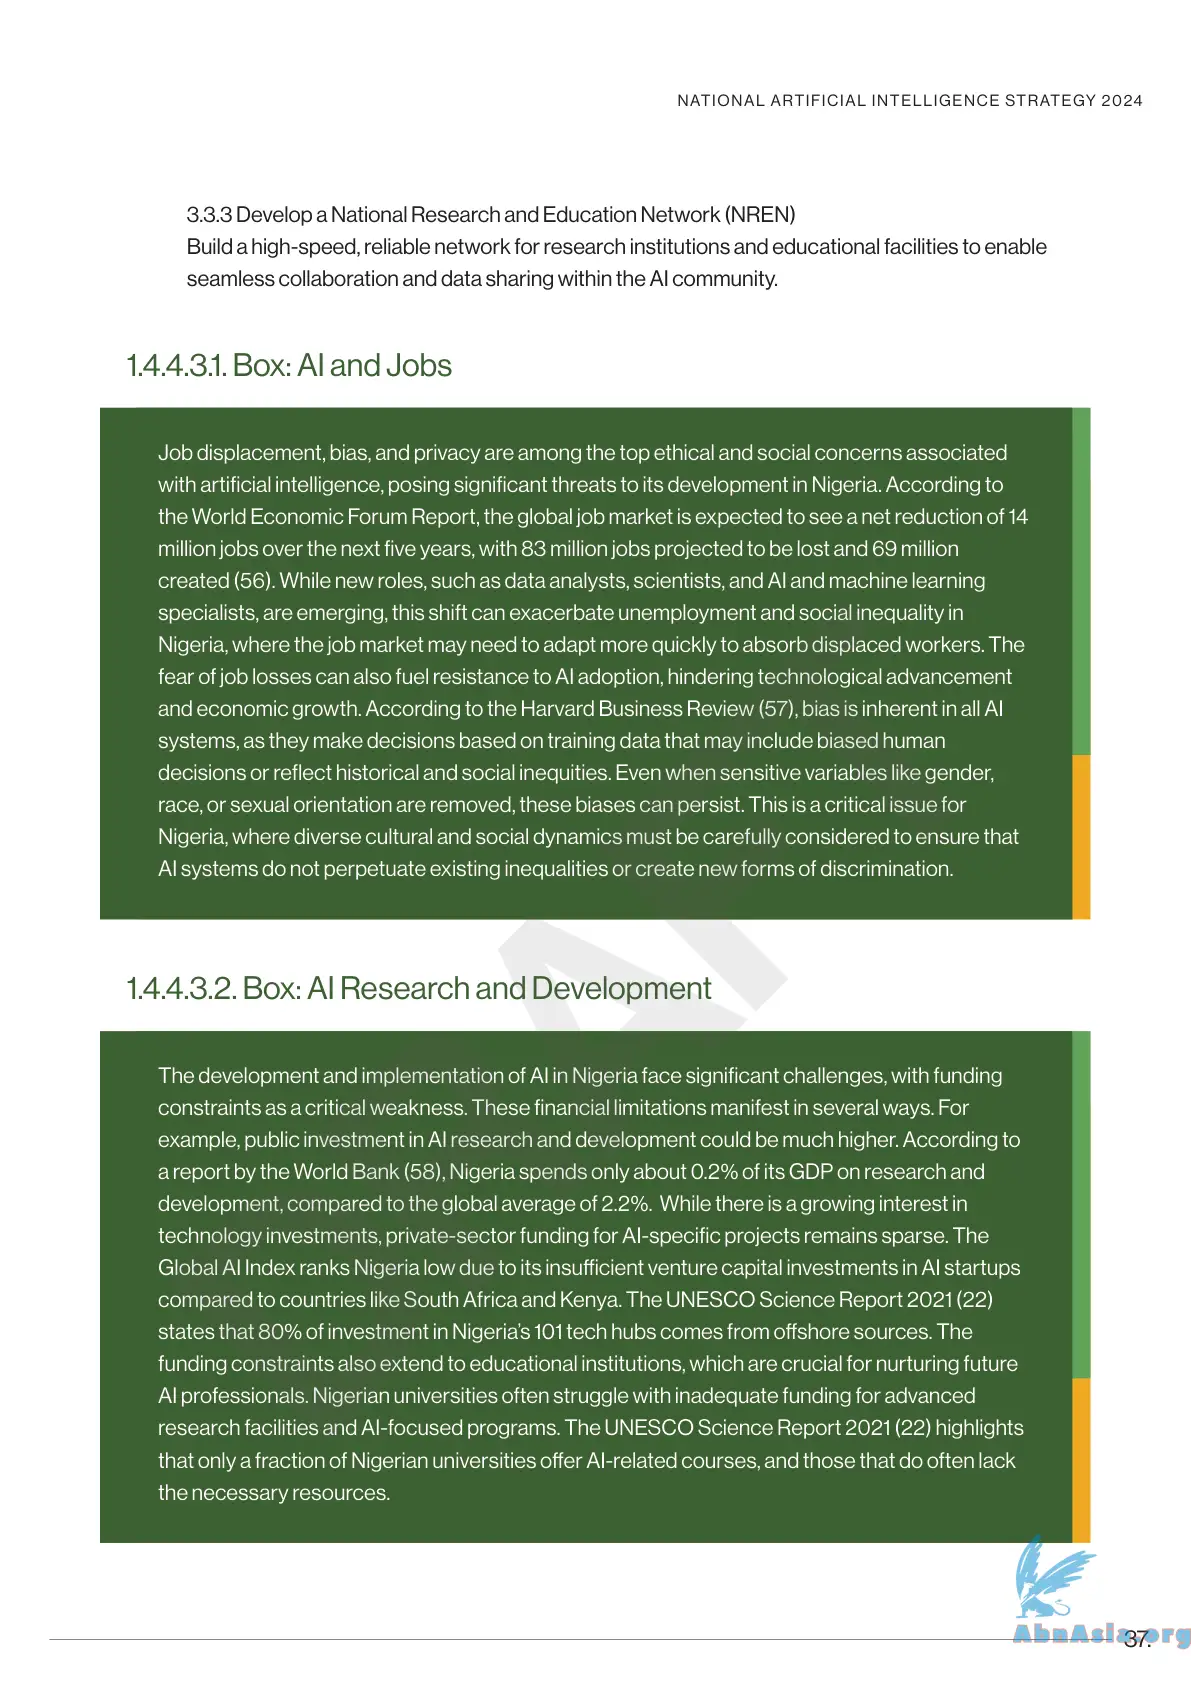 NATIONAL ARTIFICIAL INTELLIGENCE STRATEGY 2024
3.3.3 Develop a National Research and Education Network (NREN)
Build a high-speed, reliable network for research institutions and educational facilities to enable
seamless collaboration and data sharing within the AI community.
1.4.4.3.1. Box: AI and Jobs
Job displacement, bias, and privacy are among the top ethical and social concerns associated
with artificial intelligence, posing significant threats to its development in Nigeria. According to
the World Economic Forum Report, the global job market is expected to see a net reduction of 14
million jobs over the next five years, with 83 million jobs projected to be lost and 69 million
created (56). While new roles, such as data analysts, scientists, and AI and machine learning
specialists, are emerging, this shift can exacerbate unemployment and social inequality in
Nigeria, where the job market may need to adapt more quickly to absorb displaced workers. The
fear of job losses can also fuel resistance to AI adoption, hindering technological advancement
and economic growth. According to the Harvard Business Review (57), bias is inherent in all AI
systems, as they make decisions based on training data that may include biased human
decisions or reflect historical and social inequities. Even when sensitive variables like gender,
race, or sexual orientation are removed, these biases can persist. This is a critical issue for
Nigeria, where diverse cultural and social dynamics must be carefully considered to ensure that
AI systems do not perpetuate existing inequalities or create new forms of discrimination.
1.4.4.3.2. Box: AI Research and Development
The development and implementation of AI in Nigeria face significant challenges, with funding
constraints as a critical weakness. These financial limitations manifest in several ways. For
example, public investment in AI research and development could be much higher. According to
a report by the World Bank (58), Nigeria spends only about 0.2% of its GDP on research and
development, compared to the global average of 2.2%.  While there is a growing interest in
technology investments, private-sector funding for AI-specific projects remains sparse. The
Global AI Index ranks Nigeria low due to its insufficient venture capital investments in AI startups
compared to countries like South Africa and Kenya. The UNESCO Science Report 2021 (22)
states that 80% of investment in Nigeria's 101 tech hubs comes from offshore sources. The
funding constraints also extend to educational institutions, which are crucial for nurturing future
AI professionals. Nigerian universities often struggle with inadequate funding for advanced
research facilities and AI-focused programs. The UNESCO Science Report 2021 (22) highlights
that only a fraction of Nigerian universities offer AI-related courses, and those that do often lack
the necessary resources.
AbnAsia.org
37.